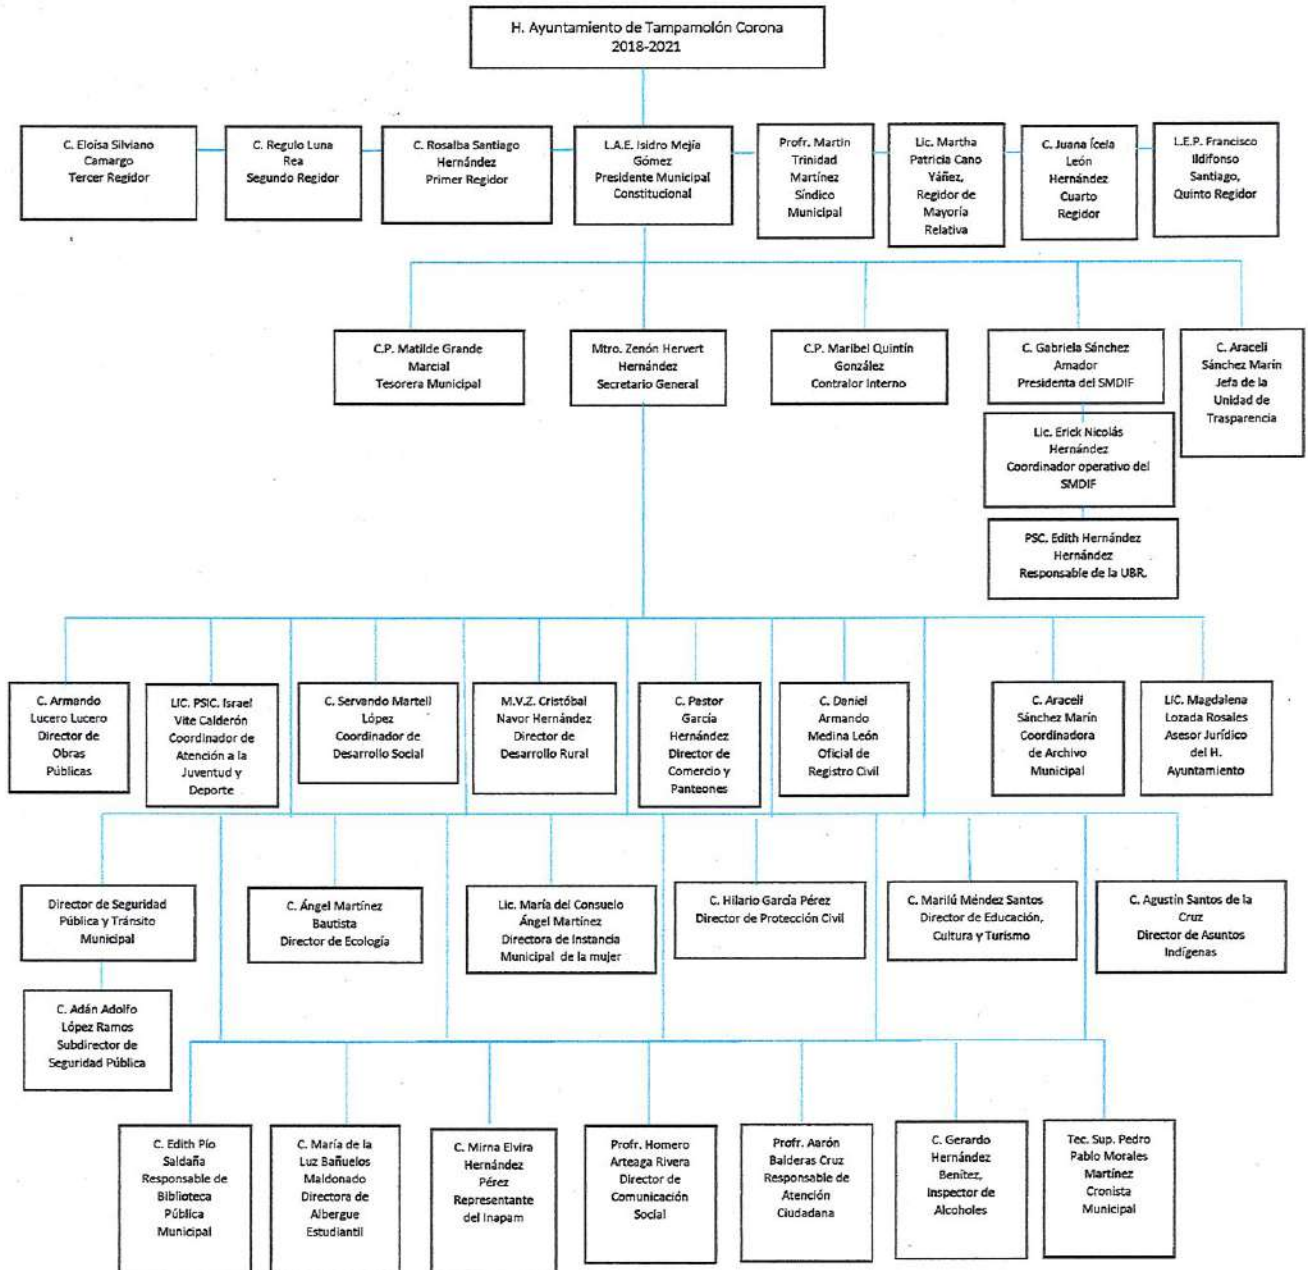 H. Ayuntamiento de Tampamolón Corona
2018-2021
C. Eloísa Silviano
Camargo
Tercer Regidor
C. Regulo Luna
Rea
Segundo Regidor
C. Rosalba Santiago
Hernández
Primer Regidor
L.A.E. Isidro Mejía
Gómez
Presidente Municipal
Constitucional
Profr. Martin
Trinidad
Martínez
Síndico
Municipal
Lic. Martha
Patricia Cano
Yáñez,
Regidor de
Mayoría
Relativa
C. Juana Ícela
León
Hernández
Cuarto
Regidor
L.E.P. Francisco
Ildifonso
Santiago,
Quinto Regidor
C.P. Matilde Grande
Marcial
Tesorera Municipal
Mtro. Zenón Hervert
Hernández
Secretario General
C.P. Maribel Quintín
González
Contralor Interno
C. Gabriela Sánchez
Amador
Presidenta del SMDIF
C. Araceli
Sánchez Marín
Jefa de la
Unidad de
Trasparencia
Lic. Erick Nicolás
Hernández
Coordinador operativo del
SMDIF
PSC. Edith Hernández
Hernández
Responsable de la UBR.
C. Armando
Lucero Lucero
Director de
Obras
Públicas
LIC. PSIC. Israel
Vite Calderón
Coordinador de
Atención a la
Juventud y
Deporte
C. Servando Martell
López
Coordinador de
Desarrollo Social
M.V.Z. Cristóbal
Navor Hernández
Director de
Desarrollo Rural
C. Pastor
García
Hernández
Director de
Comercio y
Panteones
C. Daniel
Armando
Medina León
Oficial de
Registro Civil
C. Araceli
Sánchez Marín
Coordinadora
de Archivo
Municipal
LIC. Magdalena
Lozada Rosales
Asesor Jurídico
del H.
Ayuntamiento
Director de Seguridad
Pública y Tránsito
Municipal
C. Ángel Martínez
Bautista
Director de Ecología
Lic. María del Consuelo
Ángel Martínez
Directora de Instancia
Municipal de la mujer
C. Hilario García Pérez
Director de Protección Civil
C. Marilú Méndez Santos
Director de Educación,
Cultura y Turismo
C. Agustín Santos de la
Cruz
Director de Asuntos
Indígenas
C. Adán Adolfo
López Ramos
Subdirector de
Seguridad Pública
C. Edith Pío
Saldaña
Responsable de
Biblioteca
Pública
Municipal
C. María de la
Luz Bañuelos
Maldonado
Directora de
Albergue
Estudiantil
C. Mirna Elvira
Hernández
Pérez
Representante
del Inapam
Profr. Homero
Arteaga Rivera
Director de
Comunicación
Social
Profr. Aarón
Balderas Cruz
Responsable de
Atención
Ciudadana
C. Gerardo
Hernández
Benítez,
Inspector de
Alcoholes
Tec. Sup. Pedro
Pablo Morales
Martínez
Cronista
Municipal